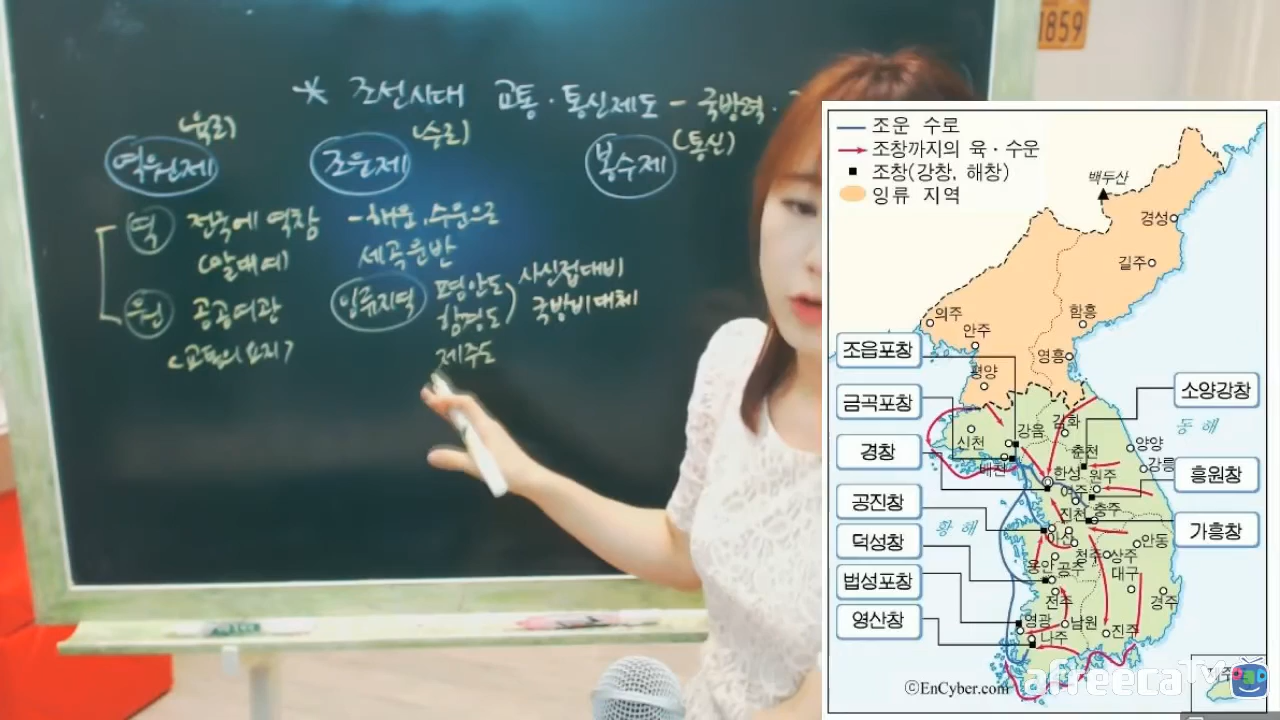 1859
* 조선시대 교통·통신제도 - 국방력·
역원제 (육로)
조운제 (수로)
봉수제 (통신)
역 전국에 역참
(말대여)
원 공공여관
(교통의 요지)
- 해운, 수운으로
세곡운반
잉류지역 평안도
함경도
제주도
사신접대비
국방비 대체
조운 수로
조창까지의 육·수운
조창(강창, 해창)
잉류 지역
백두산
경성
길주
의주
함흥
안주
영흥
평양
조읍포창
금곡포창
경창
공진창
덕성창
법성포창
영산창
소양강창
흥원창
가흥창
동해
황해
김화
강음
신천
배천
춘천
양양
강릉
한성
원주
여주
진천
충주
아산
안동
청주
상주
용안
공주
대구
전주
경주
영광
남원
진주
나주
제주
©EnCyber.com
afreecaTV